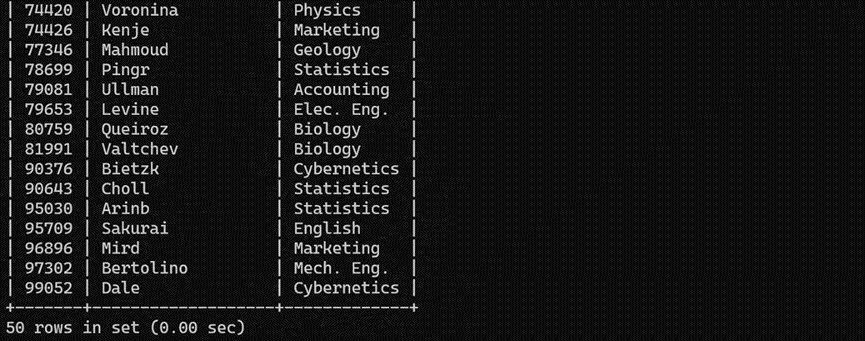 | 74420 | Voronina          | Physics     |
| 74426 | Kenje             | Marketing   |
| 77346 | Mahmoud           | Geology     |
| 78699 | Pingr             | Statistics  |
| 79081 | Ullman            | Accounting  |
| 79653 | Levine            | Elec. Eng.  |
| 80759 | Queiroz           | Biology     |
| 81991 | Valtchev          | Biology     |
| 90376 | Bietzk            | Cybernetics |
| 90643 | Choll             | Statistics  |
| 95030 | Arinb             | Statistics  |
| 95709 | Sakurai           | English     |
| 96896 | Mird              | Marketing   |
| 97302 | Bertolino         | Mech. Eng.  |
| 99052 | Dale              | Cybernetics |
+-------+-------------------+-------------+
50 rows in set (0.00 sec)